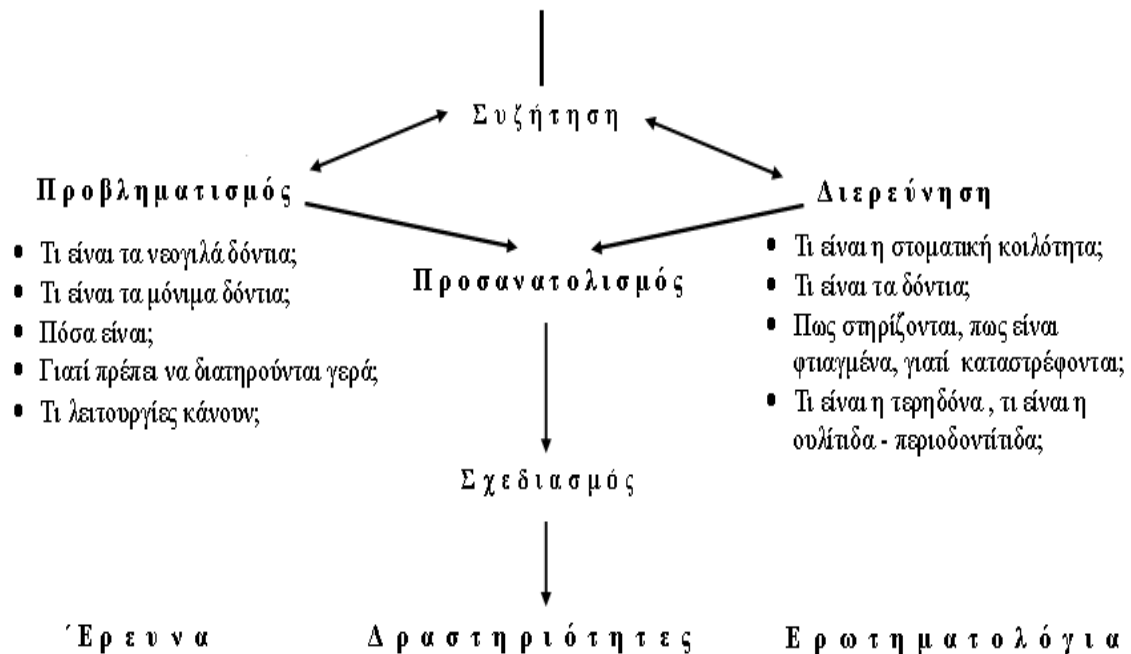 Συζήτηση
Προβληματισμός
• Τι είναι τα νεογιλά δόντια;
• Τι είναι τα μόνιμα δόντια;
• Πόσα είναι;
• Γιατί πρέπει να διατηρούνται γερά;
• Τι λειτουργίες κάνουν;
Διερεύνηση
• Τι είναι η στοματική κοιλότητα;
• Τι είναι τα δόντια;
• Πως στηρίζονται, πως είναι
φτιαγμένα, γιατί καταστρέφονται;
• Τι είναι η τερηδόνα , τι είναι η
ουλίτιδα - περιοδοντίτιδα;
Προσανατολισμός
Σχεδιασμός
Έρευνα
Δραστηριότητες
Ερωτηματολόγια